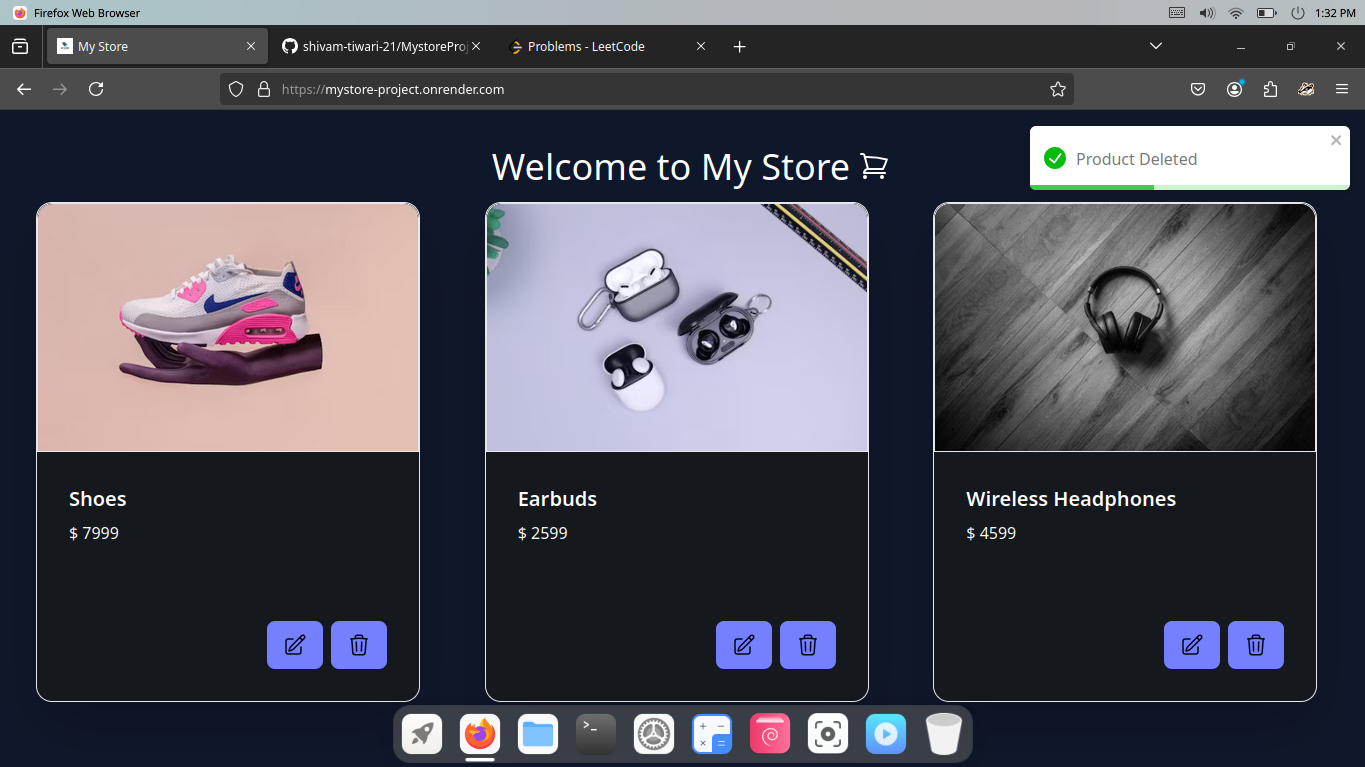 Firefox Web Browser
1:32 PM
My Store
shivam-tiwari-21/MystoreProj
Problems - LeetCode
https://mystore-project.onrender.com
Product Deleted
Welcome to My Store
Shoes
$ 7999
Earbuds
$ 2599
Wireless Headphones
$ 4599